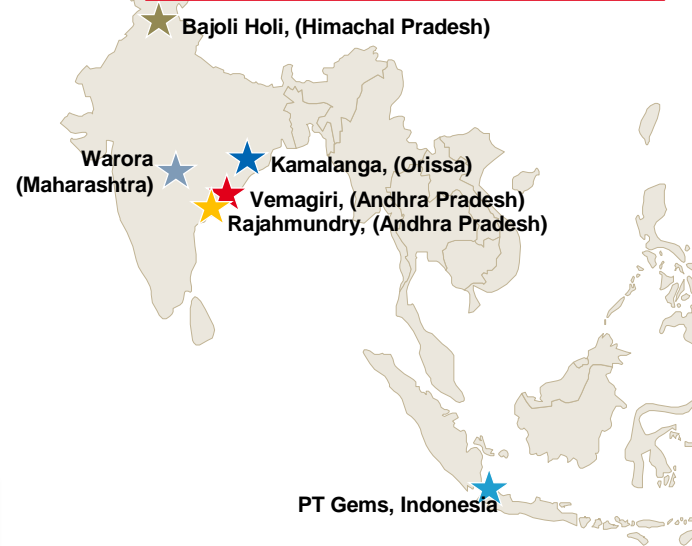 Bajoli Holi, (Himachal Pradesh)
Warora
(Maharashtra)
Kamalanga, (Orissa)
Vemagiri, (Andhra Pradesh)
Rajahmundry, (Andhra Pradesh)
PT Gems, Indonesia